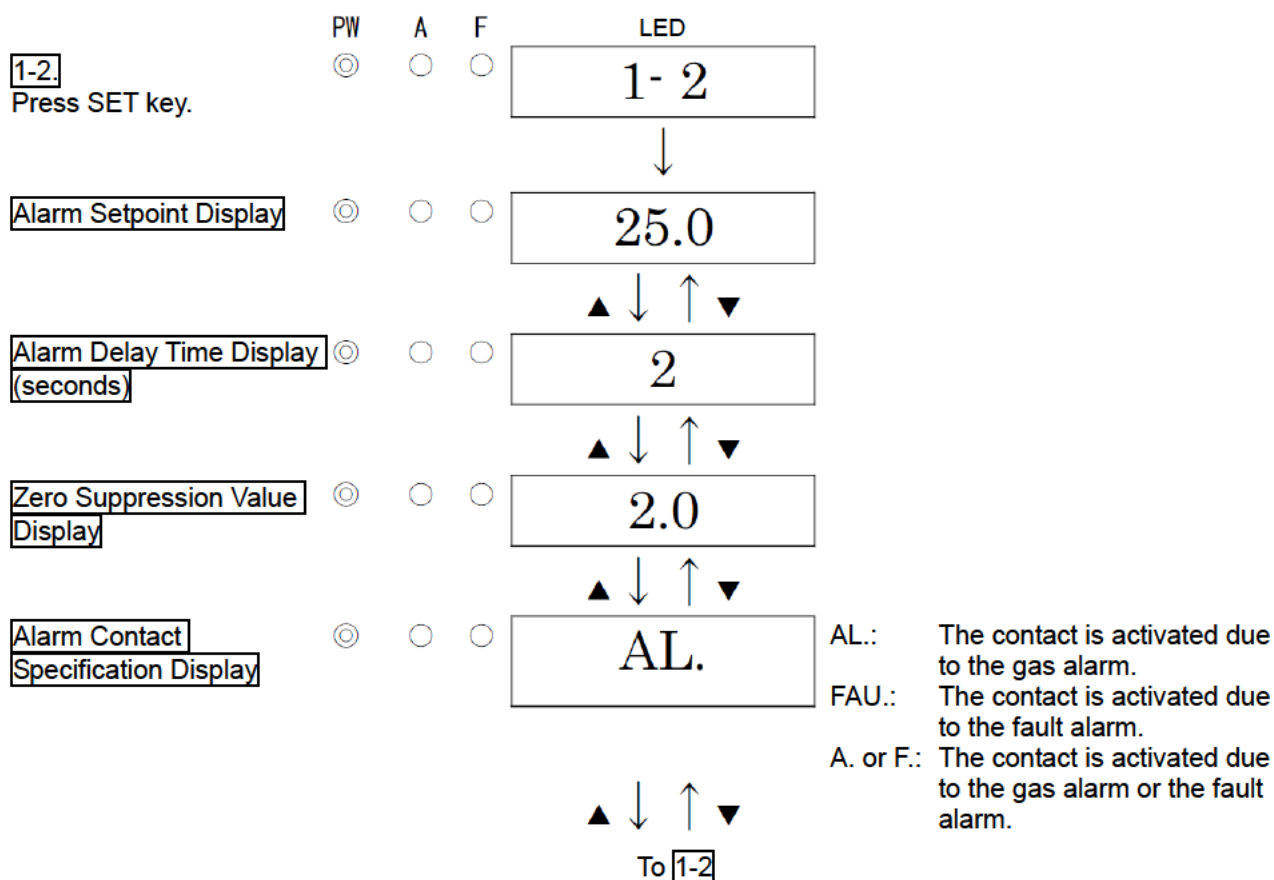 PW A F LED
1-2.
Press SET key.
1- 2
Alarm Setpoint Display
25.0
▲ ↓ ↑ ▼
Alarm Delay Time Display
(seconds)
2
▲ ↓ ↑ ▼
Zero Suppression Value
Display
2.0
▲ ↓ ↑ ▼
Alarm Contact
Specification Display
AL.
AL.: The contact is activated due
to the gas alarm.
FAU.: The contact is activated due
to the fault alarm.
A. or F.: The contact is activated due
to the gas alarm or the fault
alarm.
▲ ↓ ↑ ▼
To 1-2